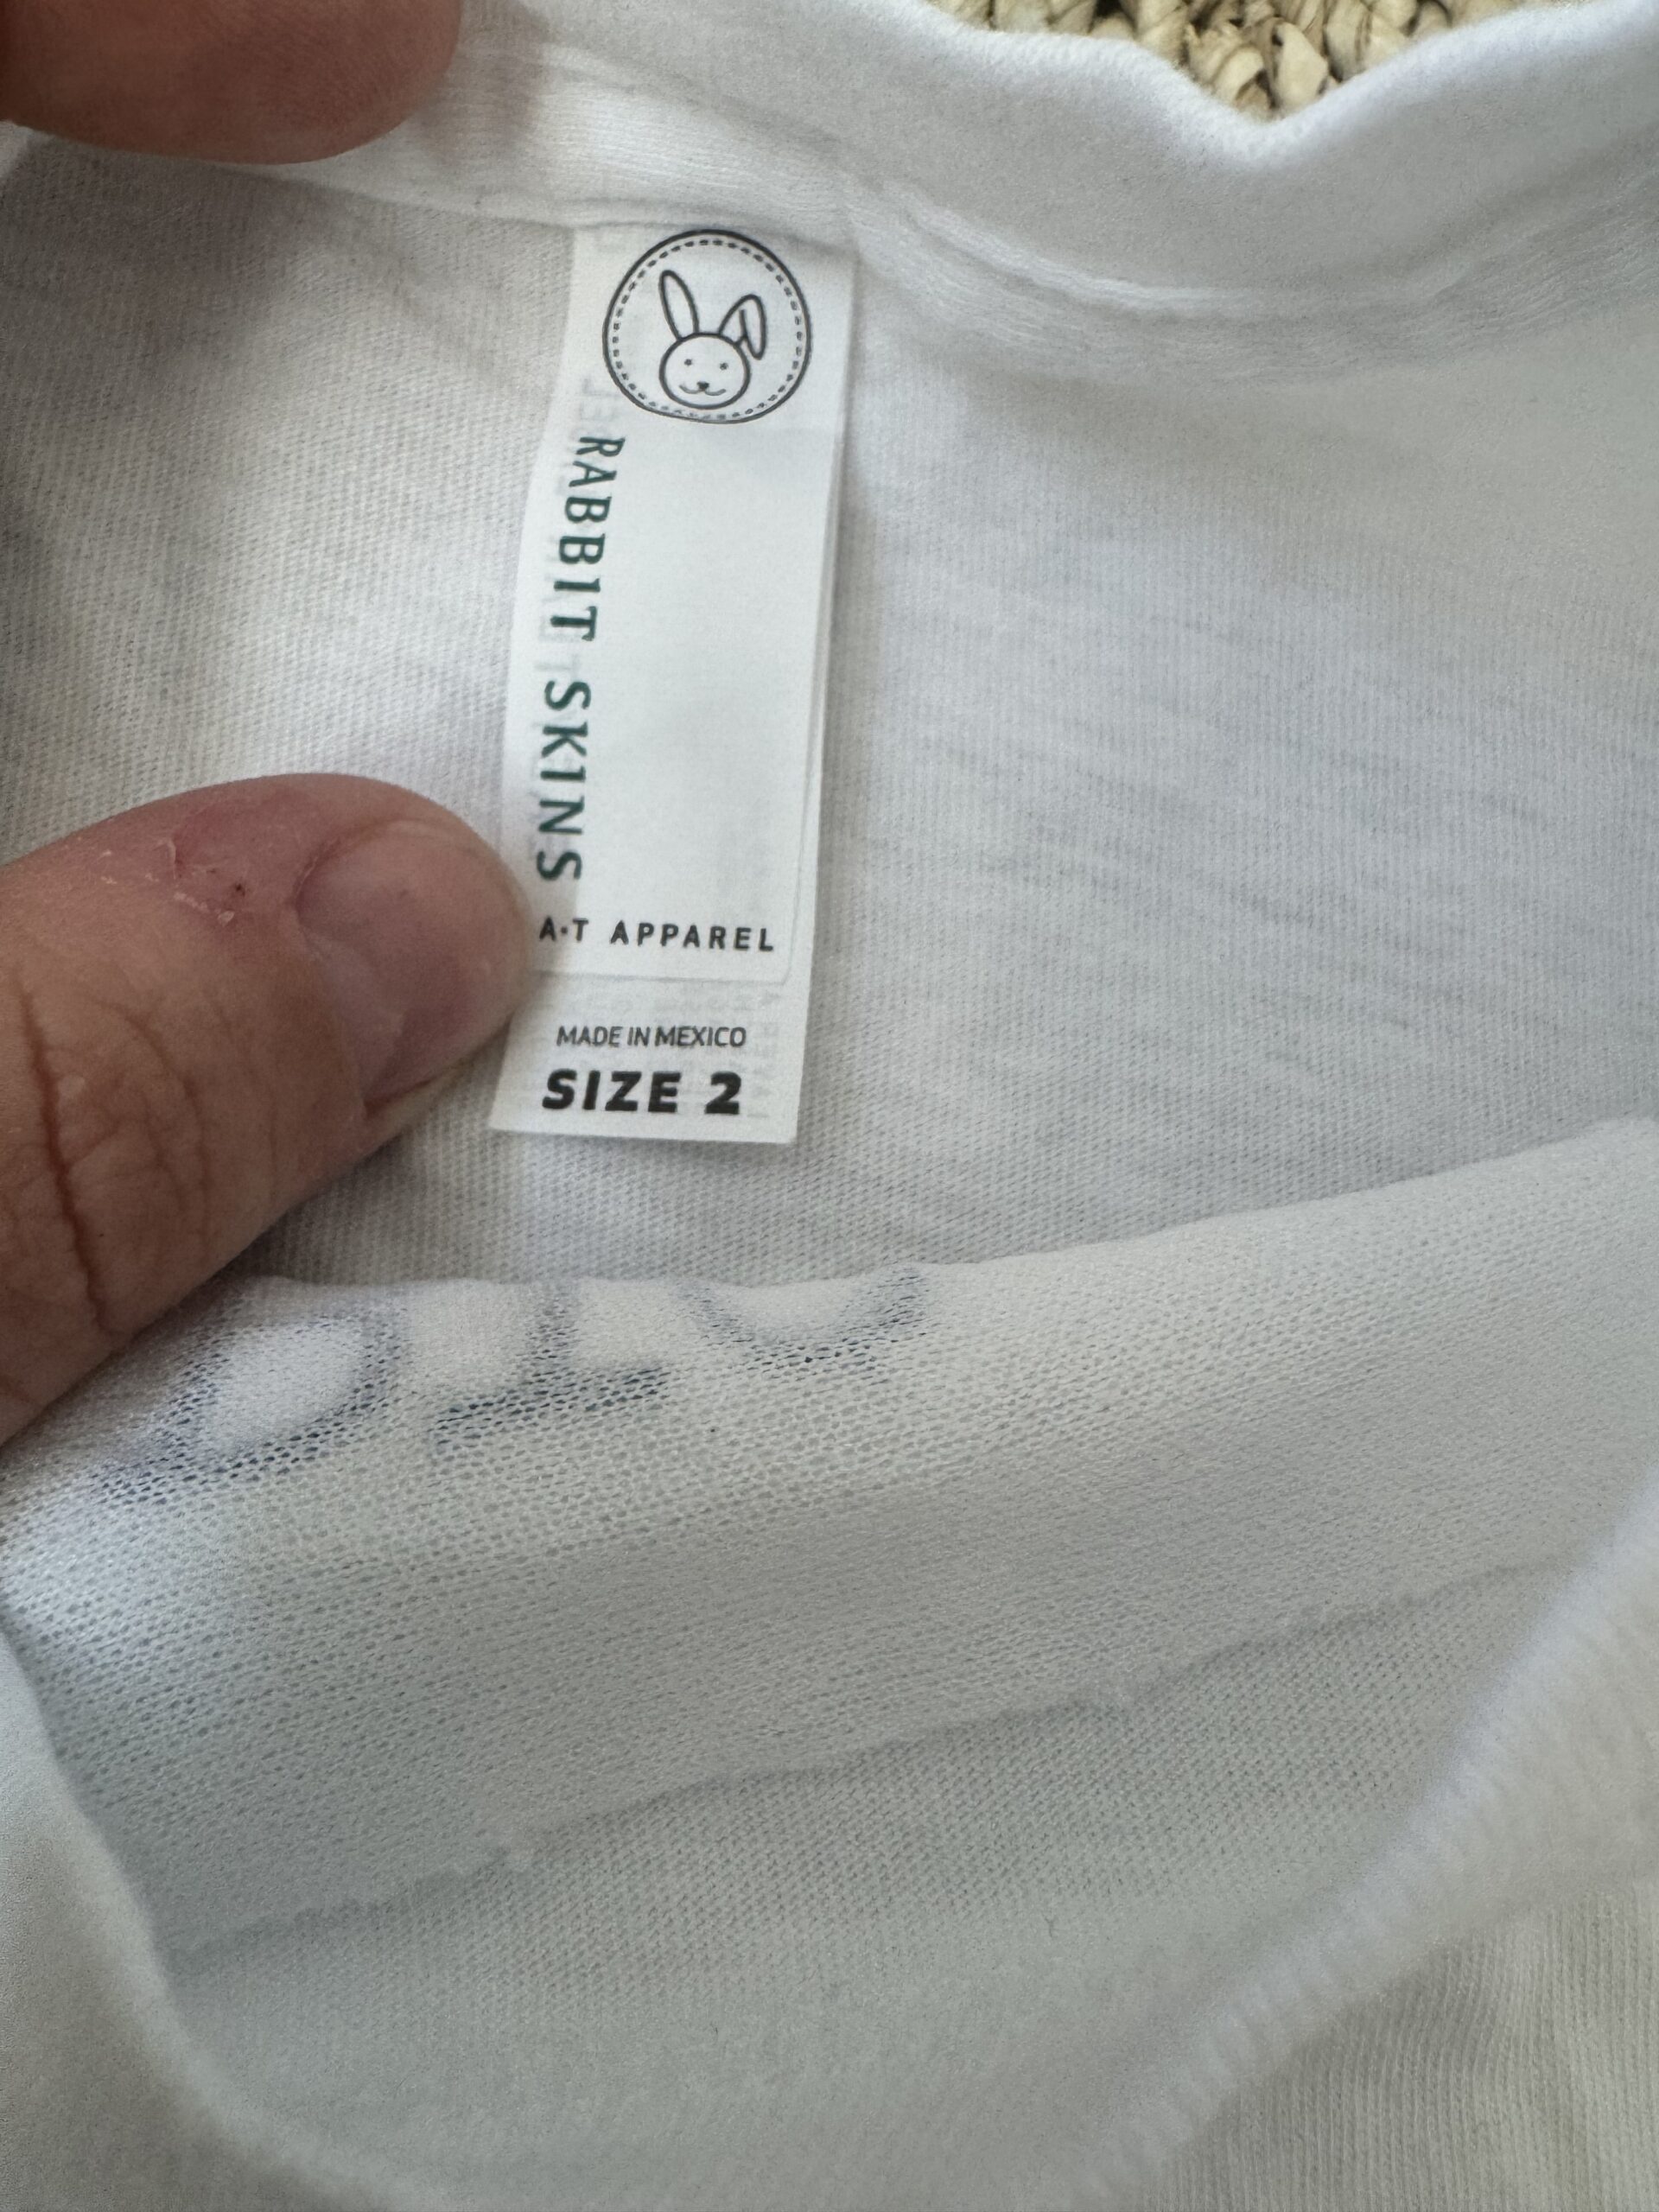 RABBIT SKINS
A•T APPAREL
MADE IN MEXICO
SIZE 2